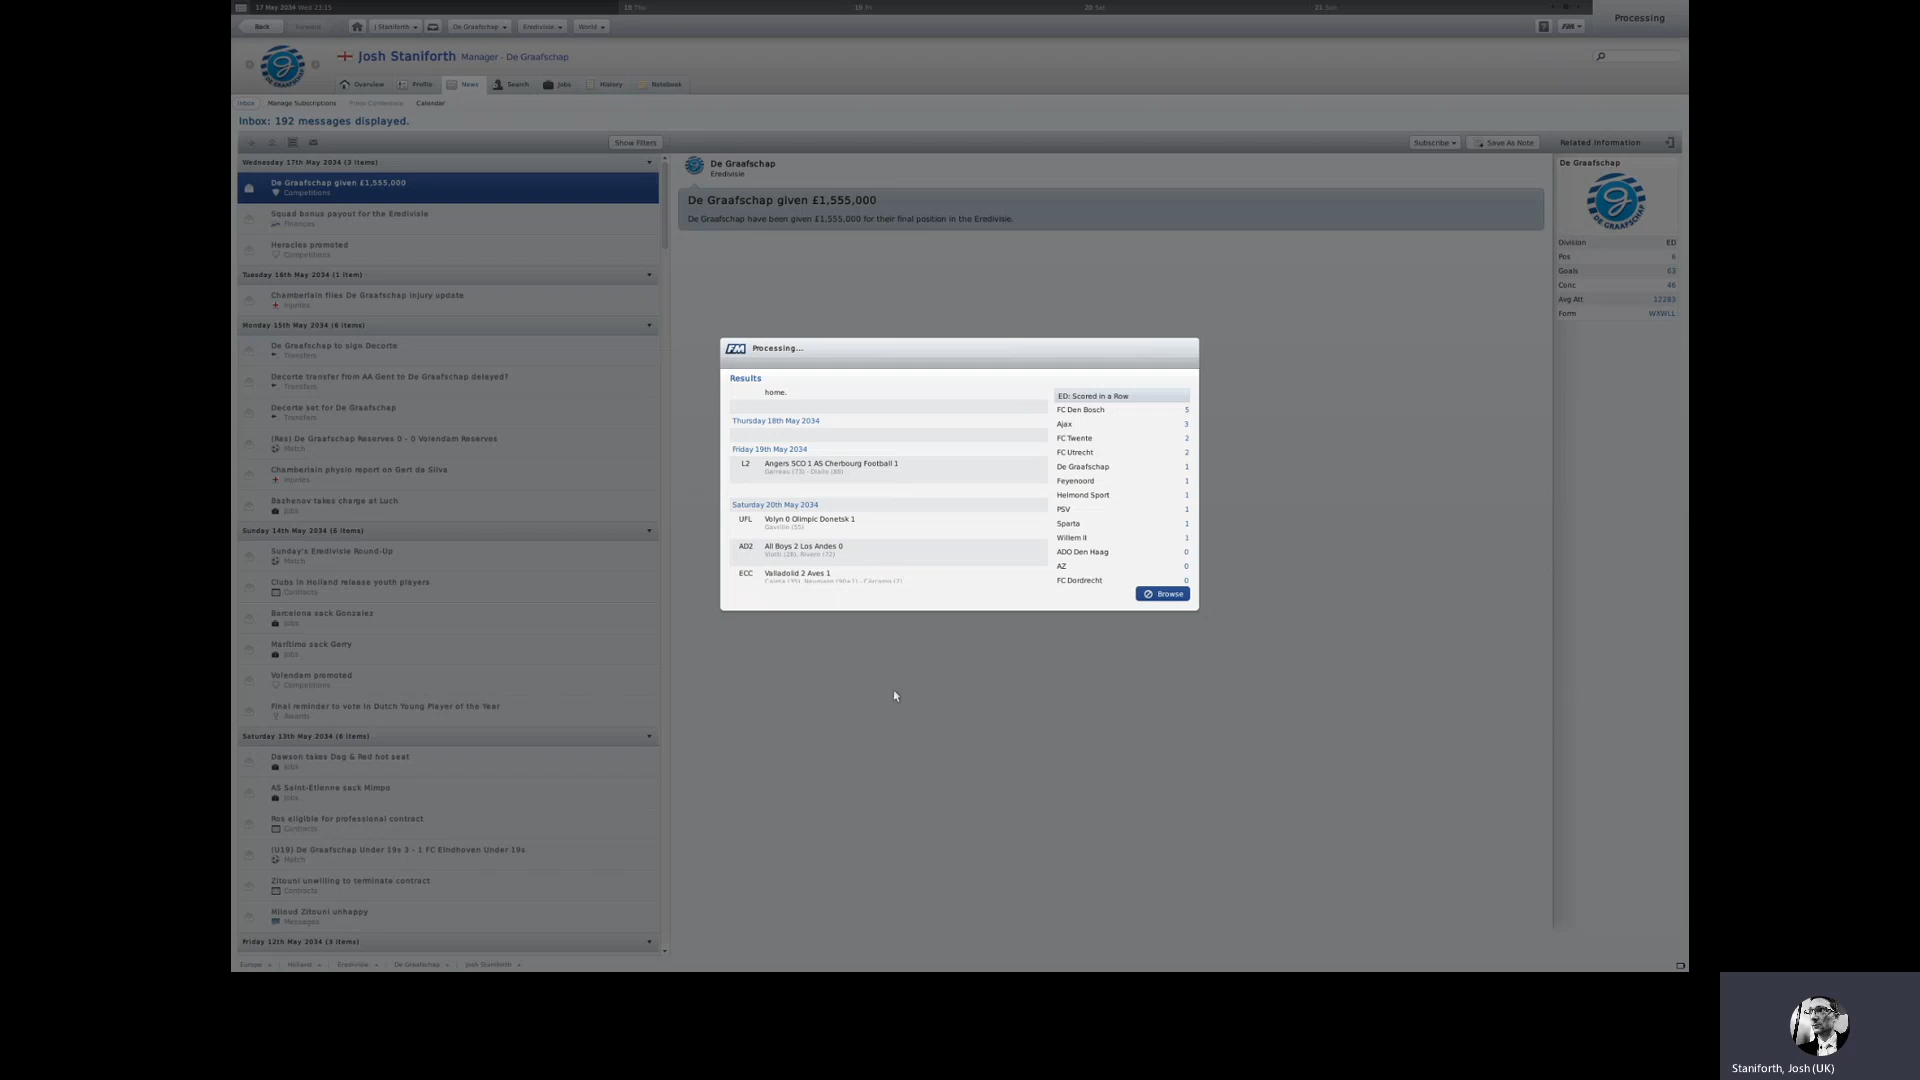 17 May 2034 Wed 23:15
18 Thu
19 Fri
20 Sat
21 Sun
Processing
Back
Forward
J Staniforth
De Graafschap
Eredivisie
World
FM
Josh Staniforth Manager - De Graafschap
Overview
Profile
News
Search
Jobs
History
Notebook
Inbox
Manage Subscriptions
Press Conference
Calendar
Inbox: 192 messages displayed.
Show Filters
Subscribe
Save As Note
Related Information
Wednesday 17th May 2034 (3 items)
De Graafschap given £1,555,000
Competitions
Squad bonus payout for the Eredivisie
Finances
Heracles promoted
Competitions
Tuesday 16th May 2034 (1 item)
Chamberlain files De Graafschap injury update
Injuries
Monday 15th May 2034 (6 items)
De Graafschap to sign Decorte
Transfers
Decorte transfer from AA Gent to De Graafschap delayed?
Transfers
Decorte set for De Graafschap
Transfers
(Res) De Graafschap Reserves 0 - 0 Volendam Reserves
Match
Chamberlain physio report on Gert da Silva
Injuries
Bazhenov takes charge at Luch
Jobs
Sunday 14th May 2034 (6 items)
Sunday's Eredivisie Round-Up
Match
Clubs in Holland release youth players
Contracts
Barcelona sack Gonzalez
Jobs
Marítimo sack Gerry
Jobs
Volendam promoted
Competitions
Final reminder to vote in Dutch Young Player of the Year
Awards
Saturday 13th May 2034 (6 items)
Dawson takes Dag & Red hot seat
Jobs
AS Saint-Etienne sack Mimpo
Jobs
Ros eligible for professional contract
Contracts
(U19) De Graafschap Under 19s 3 - 1 FC Eindhoven Under 19s
Match
Zitouni unwilling to terminate contract
Contracts
Miloud Zitouni unhappy
Messages
Friday 12th May 2034 (3 items)
De Graafschap
Eredivisie
De Graafschap given £1,555,000
De Graafschap have been given £1,555,000 for their final position in the Eredivisie.
De Graafschap
DE GRAAFSCHAP
Division ED
Pos 6
Goals 63
Conc 46
Avg Att 12283
Form WXWLL
FM Processing...
Results
home.
Thursday 18th May 2034
Friday 19th May 2034
L2 Angers SCO 1 AS Cherbourg Football 1
Garreau (73) - Diallo (88)
Saturday 20th May 2034
UFL Volyn 0 Olimpic Donetsk 1
AD2 All Boys 2 Los Andes 0
Viotti (28), Rivero (72)
ECC Valladolid 2 Aves 1
ED: Scored in a Row
FC Den Bosch 5
Ajax 3
FC Twente 2
FC Utrecht 2
De Graafschap 1
Feyenoord 1
Helmond Sport 1
PSV 1
Sparta 1
Willem II 1
ADO Den Haag 0
AZ 0
FC Dordrecht 0
Browse
Europe
Holland
Eredivisie
De Graafschap
Josh Staniforth
Staniforth, Josh (UK)